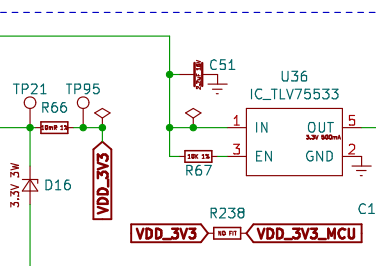 C51
U36
IC_TLV75533
TP21 TP95
R66
10mR 1%
1 IN OUT 5
3.3V 500mA
3 EN GND 2
10K 1%
R67
3.3V 3W
D16
VDD_3V3
R238
C1
VDD_3V3 NO FIT VDD_3V3_MCU